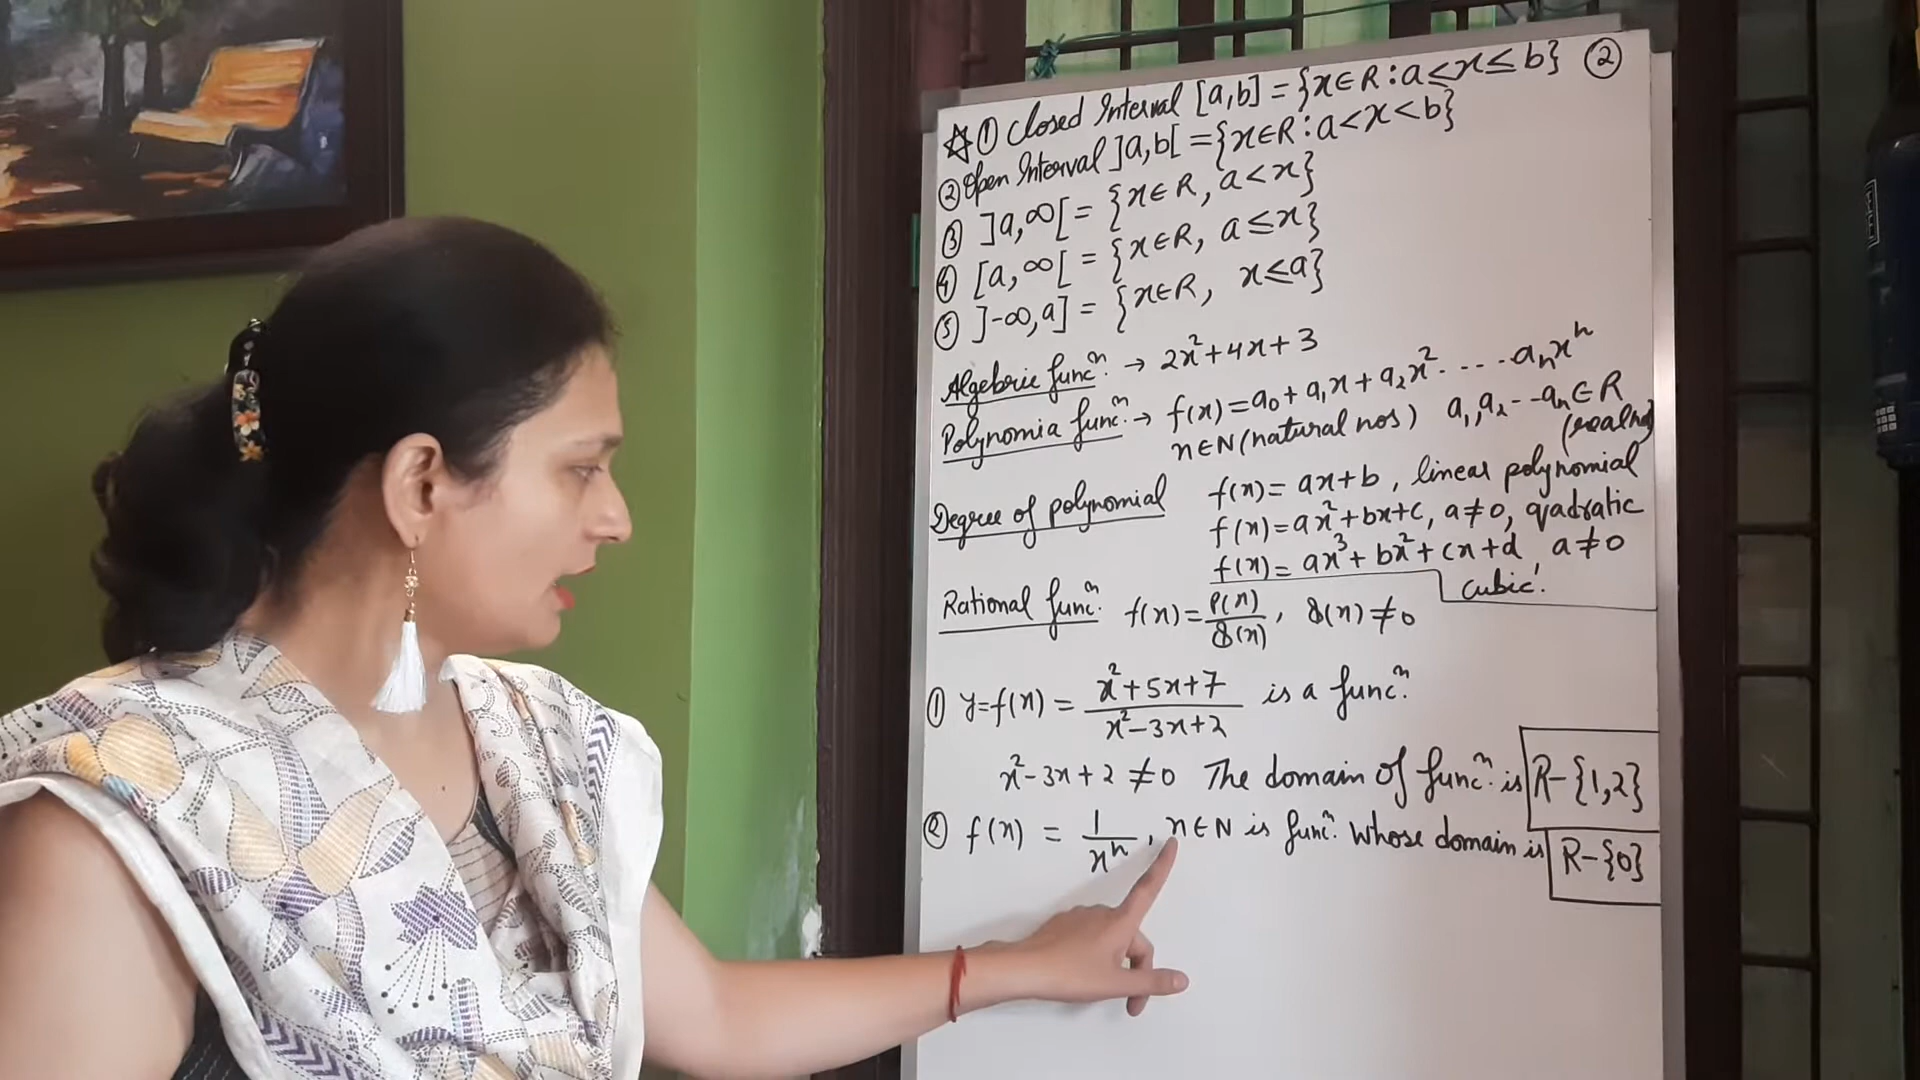 ☆ ① Closed Interval [a,b] = {x∈R : a≤x≤b} ②
② Open Interval ]a,b[ = {x∈R : a<x<b}
③ ]a,∞[ = {x∈R, a<x}
④ [a,∞[ = {x∈R, a≤x}
⑤ ]-∞,a] = {x∈R, x≤a}
Algebric funcⁿ. → 2x²+4x+3
Polynomia funcⁿ. → f(x)=a₀+a₁x+a₂x². ... aₙxⁿ
n∈N (natural nos) a₁,a₂--aₙ∈R
(real no)
Degree of polynomial f(x) = ax+b, linear polynomial
f(x)=ax²+bx+c, a≠0, quadratic
f(x)= ax³+bx²+cx+d, a≠0
cubic.
Rational funcⁿ. f(x)=P(x)/Q(x), Q(x)≠0
① y=f(x) = (x²+5x+7)/(x²-3x+2) is a funcⁿ.
x²-3x+2 ≠0 The domain of funcⁿ. is R-{1,2}
② f(x) = 1/xⁿ, n∈N is funcⁿ. whose domain is R-{0}